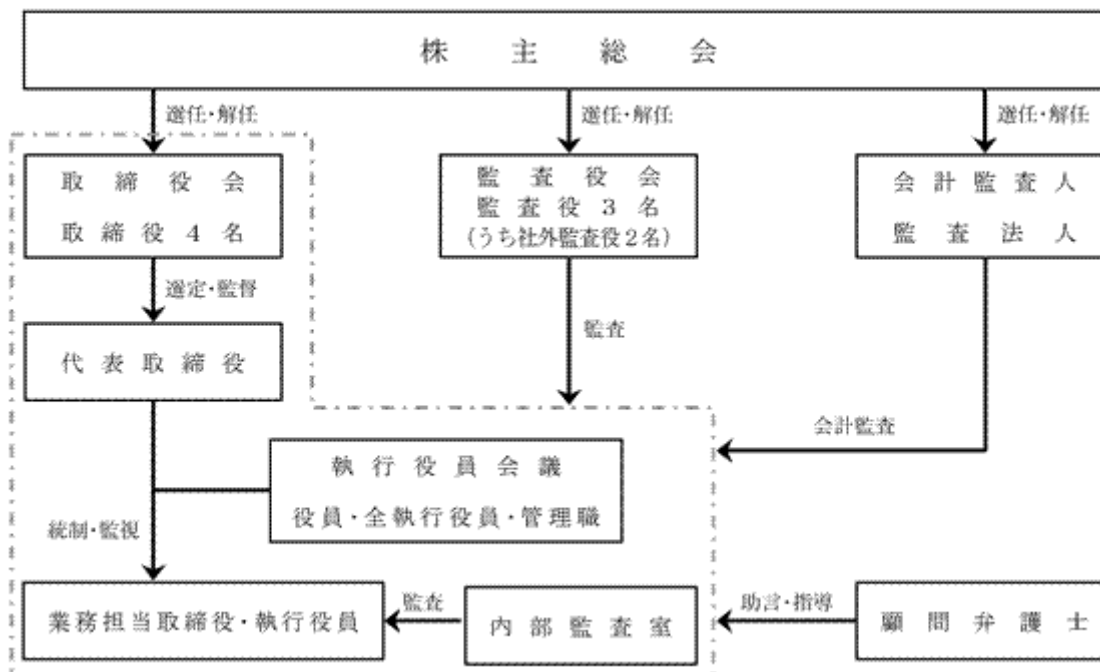 株主総会
選任・解任
選任・解任
選任・解任
取締役会
取締役4名
監査役会
監査役3名
(うち社外監査役2名)
会計監査人
監査法人
選定・監督
監査
代表取締役
会計監査
執行役員会議
役員・全執行役員・管理職
統制・監視
業務担当取締役・執行役員
監査
内部監査室
助言・指導
顧問弁護士